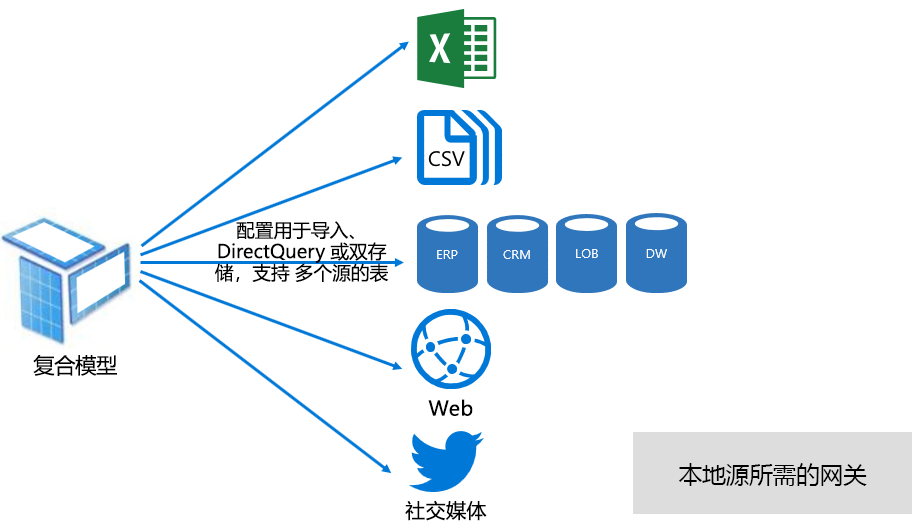 X
CSV
配置用于导入、
DirectQuery 或双存
储，支持 多个源的表
ERP
CRM
LOB
DW
复合模型
Web
社交媒体
本地源所需的网关